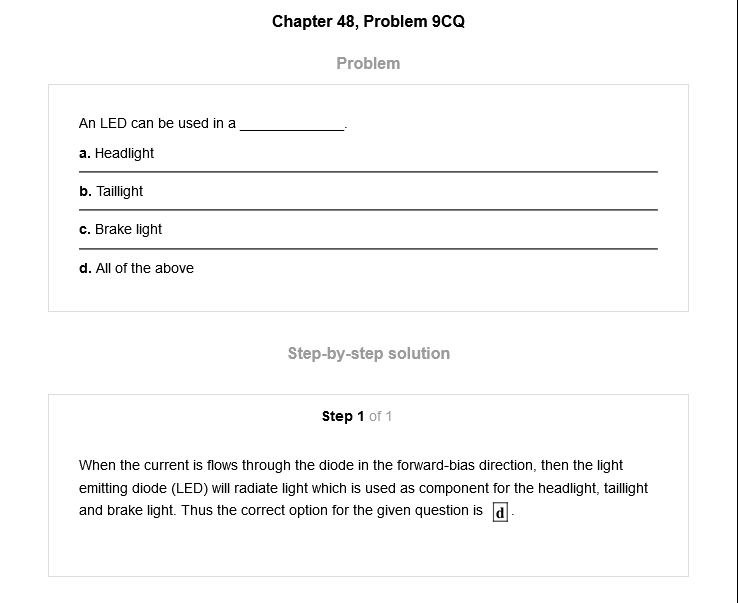 Chapter 48, Problem 9CQ
Problem
An LED can be used in a _____________.
a. Headlight
b. Taillight
c. Brake light
d. All of the above
Step-by-step solution
Step 1 of 1
When the current is flows through the diode in the forward-bias direction, then the light
emitting diode (LED) will radiate light which is used as component for the headlight, taillight
and brake light. Thus the correct option for the given question is d.